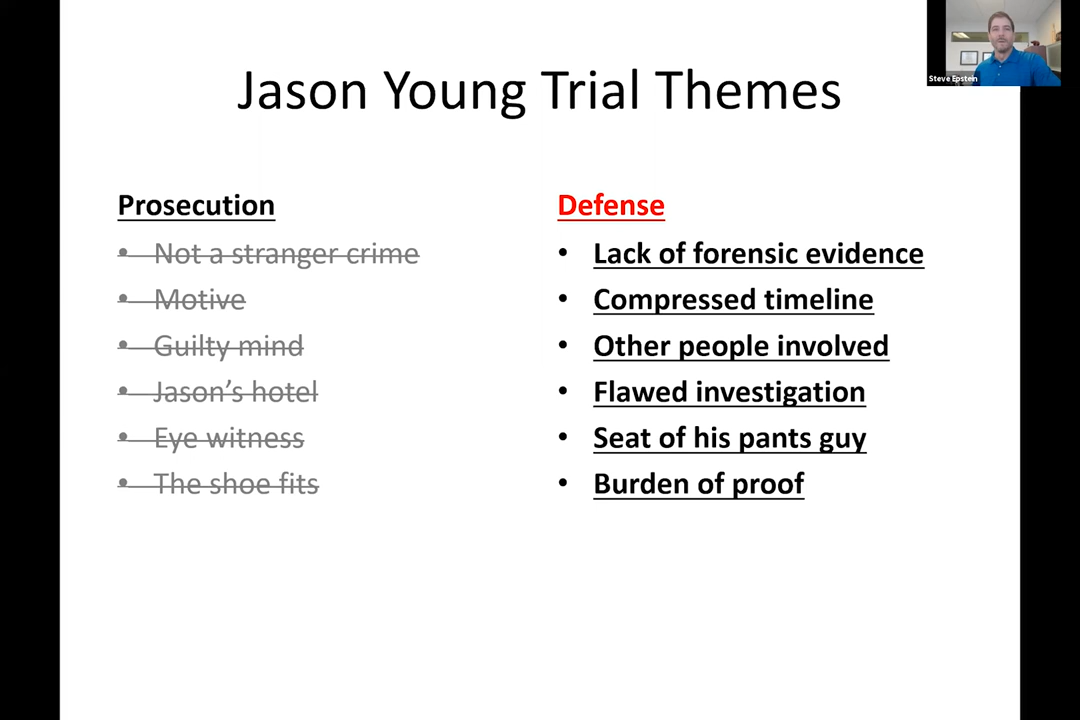 Jason Young Trial Themes
Steve Epstein
Prosecution
• Not a stranger crime
• Motive
• Guilty mind
• Jason’s hotel
• Eye witness
• The shoe fits
Defense
• Lack of forensic evidence
• Compressed timeline
• Other people involved
• Flawed investigation
• Seat of his pants guy
• Burden of proof